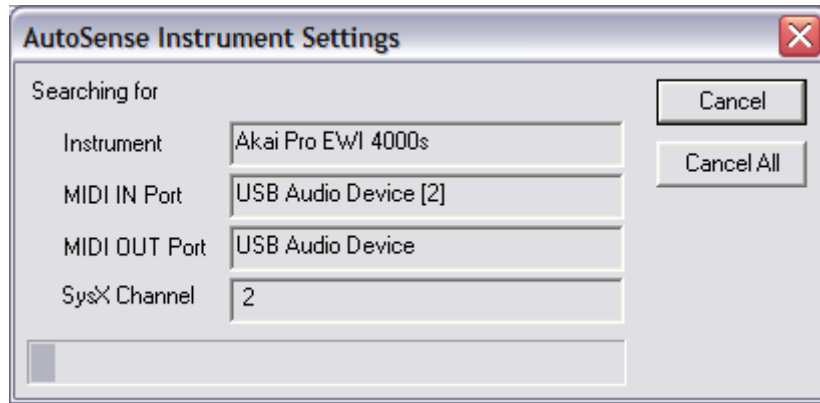 AutoSense Instrument Settings
Searching for
Cancel
Instrument
Akai Pro EWI 4000s
Cancel All
MIDI IN Port
USB Audio Device [2]
MIDI OUT Port
USB Audio Device
SysX Channel
2